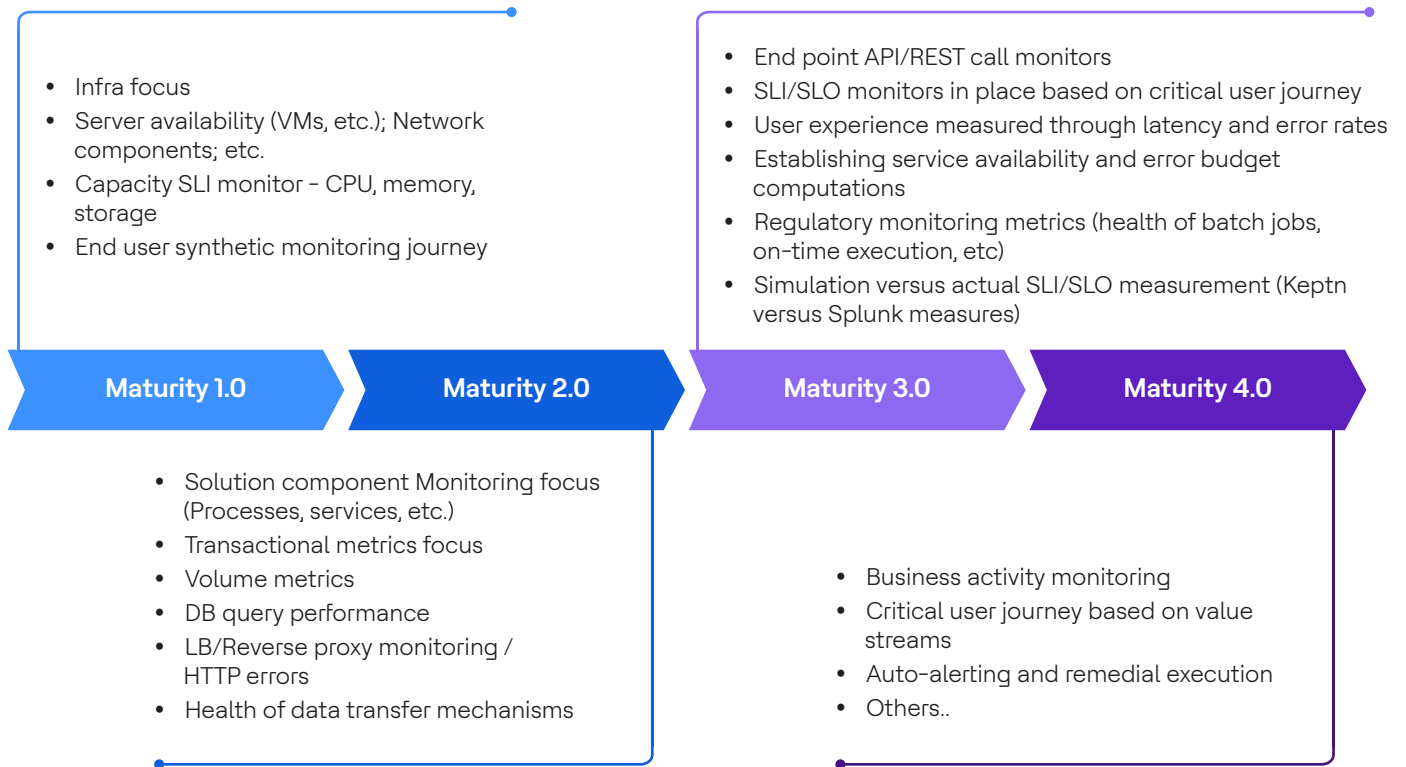 • Infra focus
• Server availability (VMs, etc.); Network
components; etc.
• Capacity SLI monitor - CPU, memory,
storage
• End user synthetic monitoring journey
• End point API/REST call monitors
• SLI/SLO monitors in place based on critical user journey
• User experience measured through latency and error rates
• Establishing service availability and error budget
computations
• Regulatory monitoring metrics (health of batch jobs,
on-time execution, etc)
• Simulation versus actual SLI/SLO measurement (Keptn
versus Splunk measures)
Maturity 1.0
Maturity 2.0
Maturity 3.0
Maturity 4.0
• Solution component Monitoring focus
(Processes, services, etc.)
• Transactional metrics focus
• Volume metrics
• DB query performance
• LB/Reverse proxy monitoring /
HTTP errors
• Health of data transfer mechanisms
• Business activity monitoring
• Critical user journey based on value
streams
• Auto-alerting and remedial execution
• Others..